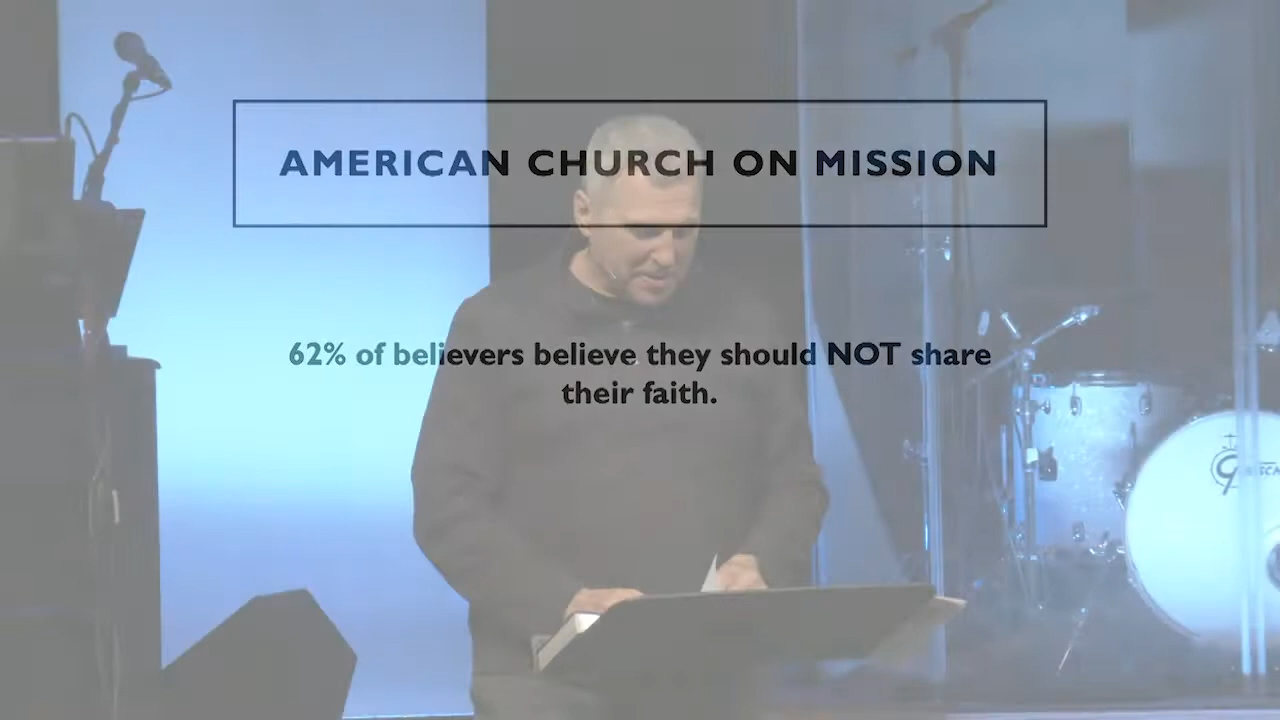 AMERICAN CHURCH ON MISSION
62% of believers believe they should NOT share
their faith.